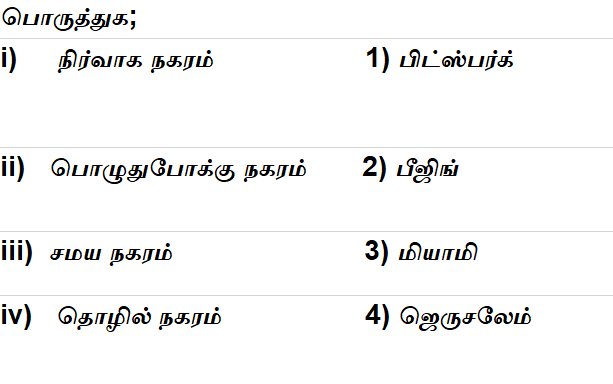 பொருத்துக;
i) நிர்வாக நகரம் 1) பிட்ஸ்பர்க்
ii) பொழுதுபோக்கு நகரம் 2) பீஜிங்
iii) சமய நகரம் 3) மியாமி
iv) தொழில் நகரம் 4) ஜெருசலேம்